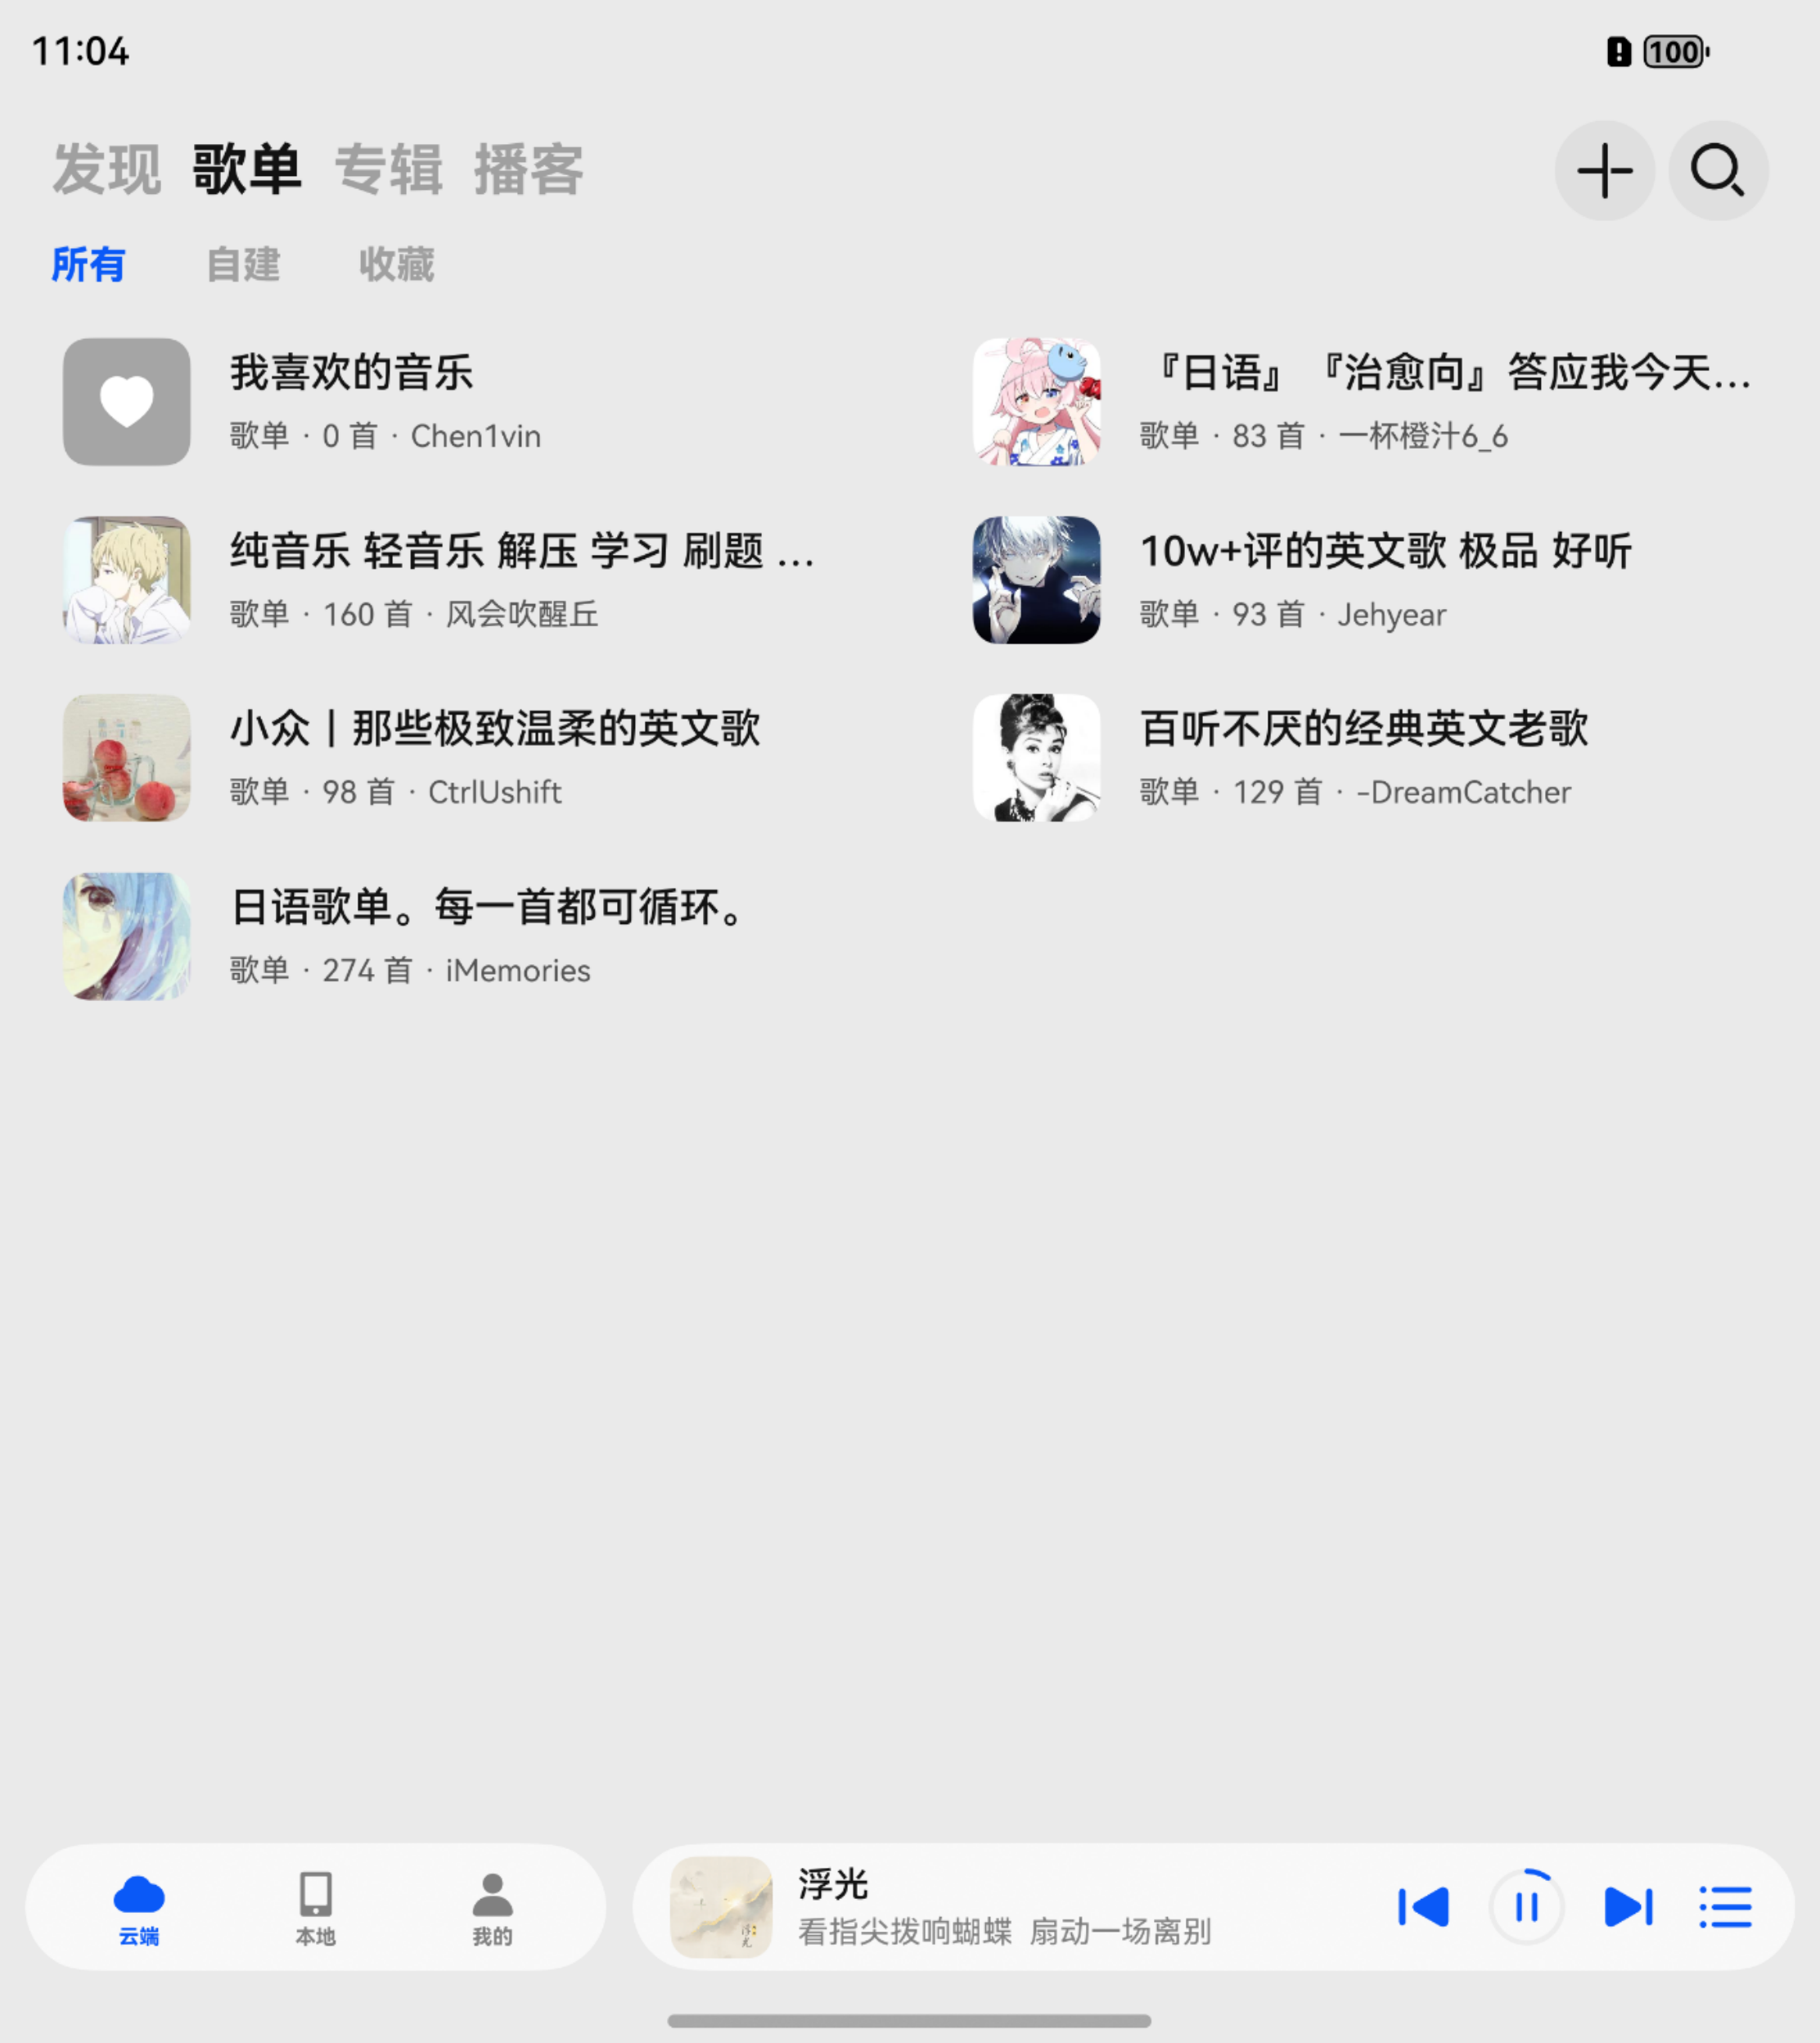 11:04
100
发现 歌单 专辑 播客
所有 自建 收藏
我喜欢的音乐
歌单 · 0 首 · Chen1vin
『日语』『治愈向』答应我今天...
歌单 · 83 首 · 一杯橙汁6_6
纯音乐 轻音乐 解压 学习 刷题 ...
歌单 · 160 首 · 风会吹醒丘
10w+评的英文歌 极品 好听
歌单 · 93 首 · Jehyear
小众｜那些极致温柔的英文歌
歌单 · 98 首 · CtrlUshift
百听不厌的经典英文老歌
歌单 · 129 首 · -DreamCatcher
日语歌单。每一首都可循环。
歌单 · 274 首 · iMemories
云端 本地 我的
浮光
浮光
看指尖拨响蝴蝶 扇动一场离别